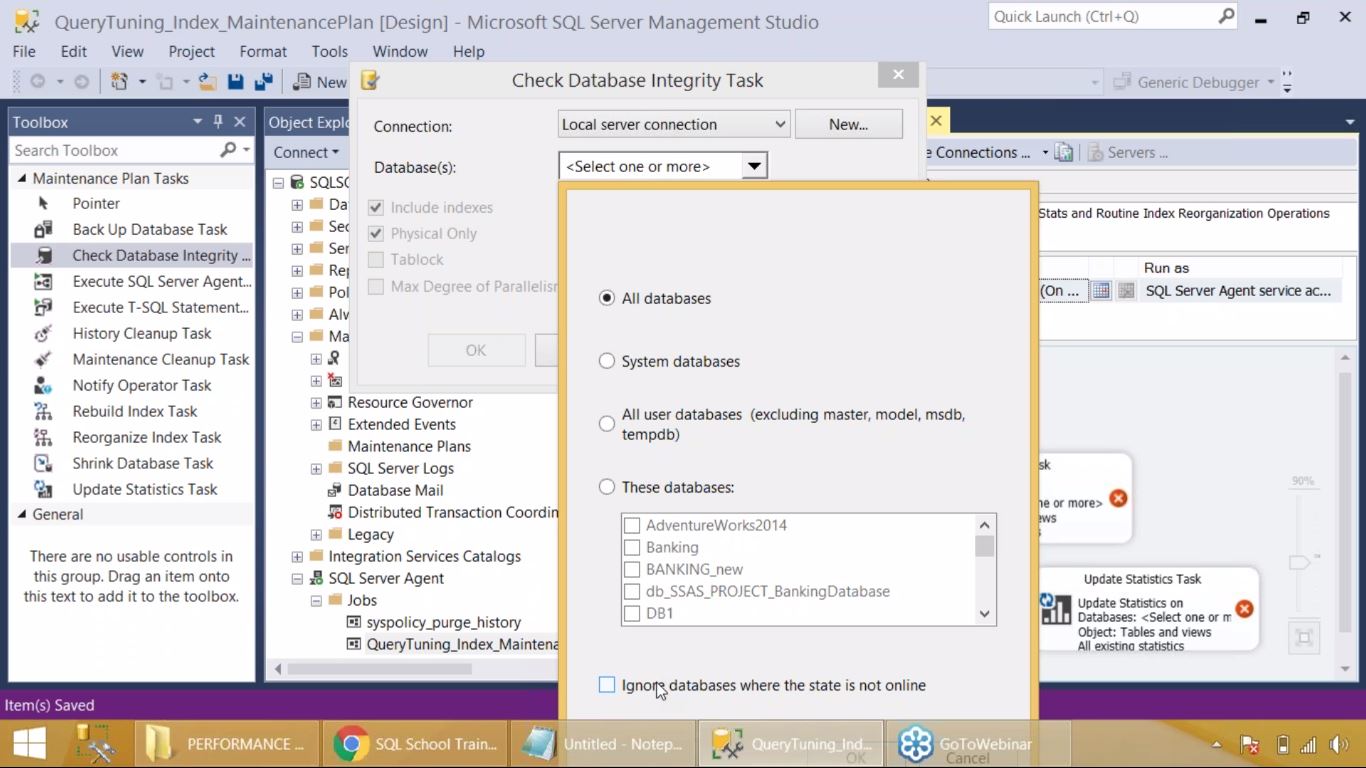 QueryTuning_Index_MaintenancePlan [Design] - Microsoft SQL Server Management Studio
Quick Launch (Ctrl+Q)
File Edit View Project Format Tools Window Help
New
Generic Debugger
Check Database Integrity Task
Toolbox
Search Toolbox
Maintenance Plan Tasks
Pointer
Back Up Database Task
Check Database Integrity ...
Execute SQL Server Agent...
Execute T-SQL Statement...
History Cleanup Task
Maintenance Cleanup Task
Notify Operator Task
Rebuild Index Task
Reorganize Index Task
Shrink Database Task
Update Statistics Task
General
There are no usable controls in
this group. Drag an item onto
this text to add it to the toolbox.
Object Explo
Connect
SQLSC
Da
Sec
Ser
Rep
Pol
Alw
Ma
Resource Governor
Extended Events
Maintenance Plans
SQL Server Logs
Database Mail
Distributed Transaction Coordin
Legacy
Integration Services Catalogs
SQL Server Agent
Jobs
syspolicy_purge_history
QueryTuning_Index_Maintena
Connection:
Local server connection
New...
Database(s):
<Select one or more>
Include indexes
Physical Only
Tablock
Max Degree of Parallelism
OK
All databases
System databases
All user databases (excluding master, model, msdb,
tempdb)
These databases:
AdventureWorks2014
Banking
BANKING_new
db_SSAS_PROJECT_BankingDatabase
DB1
Ignore databases where the state is not online
OK
Cancel
e Connections ...
Servers ...
Stats and Routine Index Reorganization Operations
Run as
(On ...
SQL Server Agent service ac...
sk
ne or more>
ews
s
90%
Update Statistics Task
Update Statistics on
Databases: <Select one or m
Object: Tables and views
All existing statistics
Item(s) Saved
PERFORMANCE ...
SQL School Train...
Untitled - Notep...
QueryTuning_Ind...
GoToWebinar